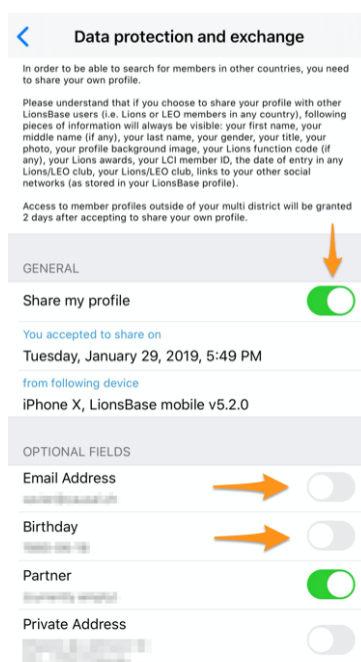 Data protection and exchange
In order to be able to search for members in other countries, you need
to share your own profile.
Please understand that if you choose to share your profile with other
LionsBase users (i.e. Lions or LEO members in any country), following
pieces of information will always be visible: your first name, your
middle name (if any), your last name, your gender, your title, your
photo, your profile background image, your Lions function code (if
any), your Lions awards, your LCI member ID, the date of entry in any
Lions/LEO club, your Lions/LEO club, links to your other social
networks (as stored in your LionsBase profile).
Access to member profiles outside of your multi district will be granted
2 days after accepting to share your own profile.
GENERAL
Share my profile
You accepted to share on
Tuesday, January 29, 2019, 5:49 PM
from following device
iPhone X, LionsBase mobile v5.2.0
OPTIONAL FIELDS
Email Address
Birthday
Partner
Private Address